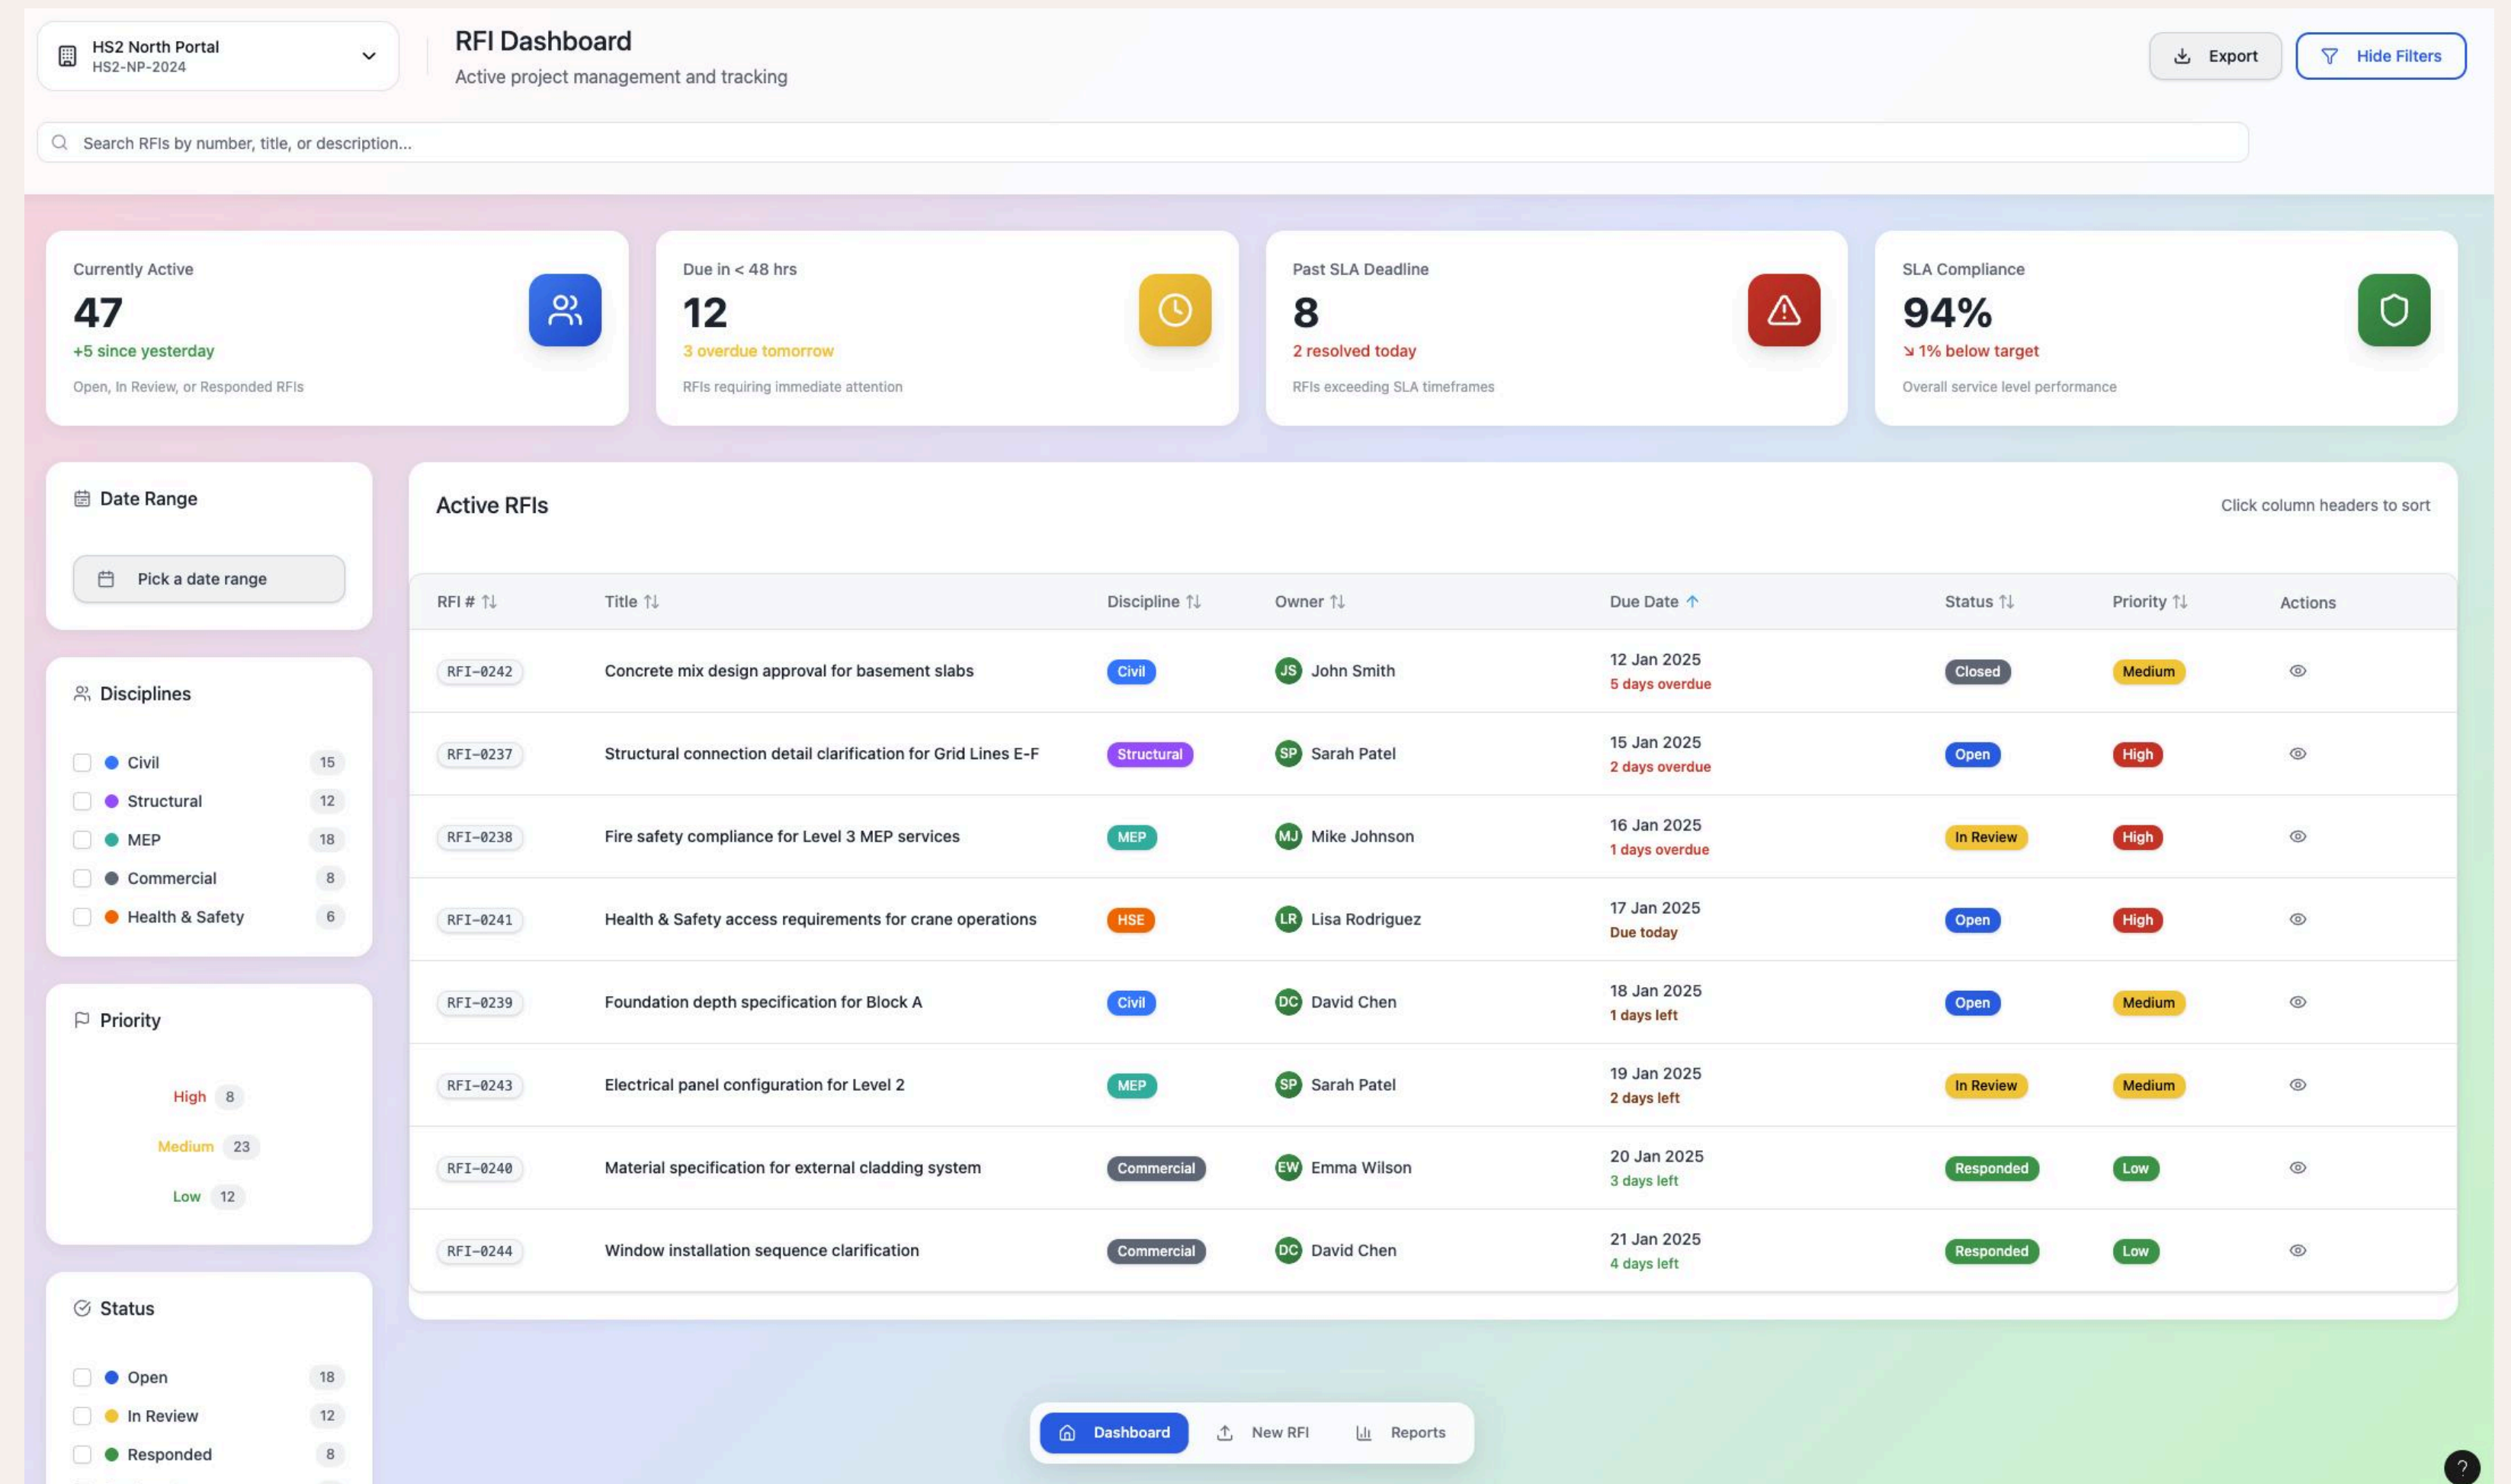 HS2 North Portal
HS2-NP-2024
RFI Dashboard
Active project management and tracking
Export
Hide Filters
Search RFIs by number, title, or description...
Currently Active
47
+5 since yesterday
Open, In Review, or Responded RFIs
Due in < 48 hrs
12
3 overdue tomorrow
RFIs requiring immediate attention
Past SLA Deadline
8
2 resolved today
RFIs exceeding SLA timeframes
SLA Compliance
94%
↘ 1% below target
Overall service level performance
Date Range
Pick a date range
Disciplines
Civil 15
Structural 12
MEP 18
Commercial 8
Health & Safety 6
Priority
High 8
Medium 23
Low 12
Status
Open 18
In Review 12
Responded 8
Active RFIs
Click column headers to sort
RFI # Title Discipline Owner Due Date Status Priority Actions
RFI-0242 Concrete mix design approval for basement slabs Civil JS John Smith 12 Jan 2025 Closed Medium
5 days overdue
RFI-0237 Structural connection detail clarification for Grid Lines E-F Structural SP Sarah Patel 15 Jan 2025 Open High
2 days overdue
RFI-0238 Fire safety compliance for Level 3 MEP services MEP MJ Mike Johnson 16 Jan 2025 In Review High
1 days overdue
RFI-0241 Health & Safety access requirements for crane operations HSE LR Lisa Rodriguez 17 Jan 2025 Open High
Due today
RFI-0239 Foundation depth specification for Block A Civil DC David Chen 18 Jan 2025 Open Medium
1 days left
RFI-0243 Electrical panel configuration for Level 2 MEP SP Sarah Patel 19 Jan 2025 In Review Medium
2 days left
RFI-0240 Material specification for external cladding system Commercial EW Emma Wilson 20 Jan 2025 Responded Low
3 days left
RFI-0244 Window installation sequence clarification Commercial DC David Chen 21 Jan 2025 Responded Low
4 days left
Dashboard
New RFI
Reports
?